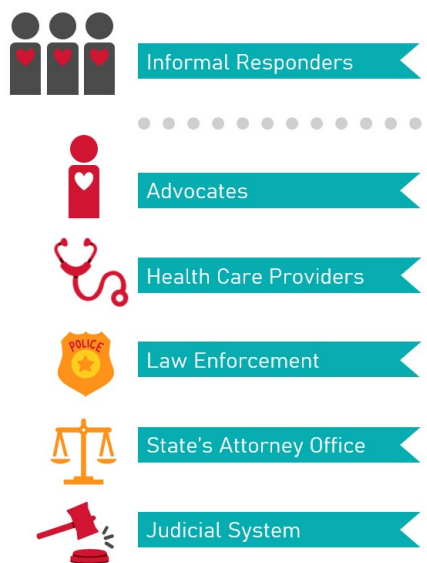 Informal Responders
Advocates
Health Care Providers
POLICE
Law Enforcement
State's Attorney Office
Judicial System